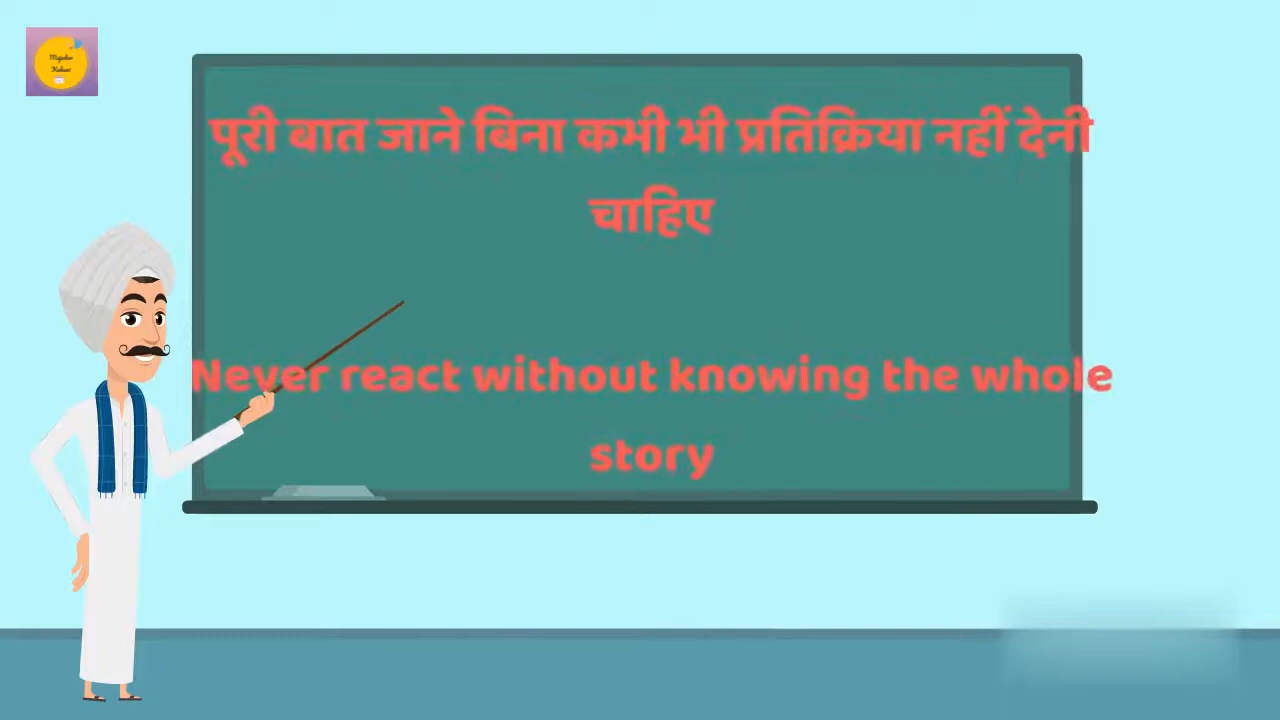 पूरी बात जाने बिना कभी भी प्रतिक्रिया नहीं देनी
चाहिए
Never react without knowing the whole
story